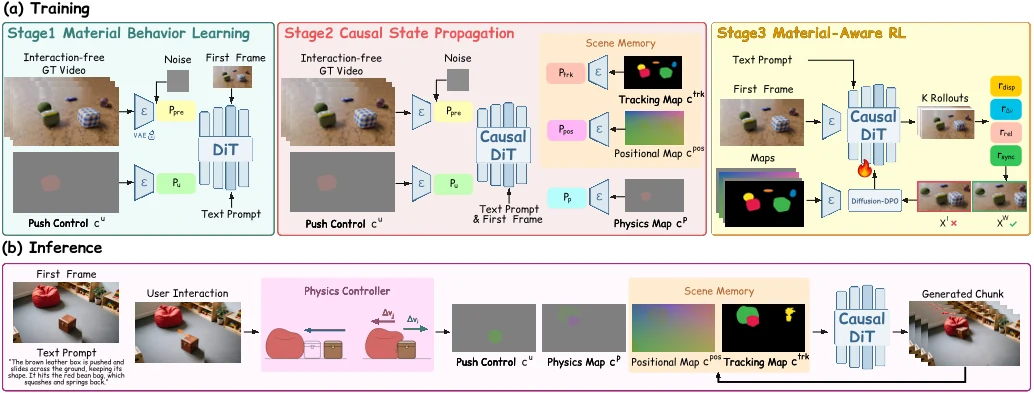 (a) Training
Stage1 Material Behavior Learning
Interaction-free
GT Video
Noise
First Frame
ε
P_pre
VAE
DiT
ε
P_u
Push Control c^u
Text Prompt
Stage2 Causal State Propagation
Interaction-free
GT Video
Noise
ε
P_pre
Causal
DiT
ε
P_u
Push Control c^u
Text Prompt
& First Frame
Scene Memory
P_trk
ε
Tracking Map c^trk
P_pos
ε
Positional Map c^pos
P_p
ε
Physics Map c^p
Stage3 Material-Aware RL
Text Prompt
First Frame
ε
Causal
DiT
K Rollouts
r_disp
r_Δv
r_rel
r_sync
Maps
ε
Diffusion-DPO
X^l ×
X^w ✓
(b) Inference
First Frame
Text Prompt
"The brown leather box is pushed and
slides across the ground, keeping its
shape. It hits the red bean bag, which
squashes and springs back."
User Interaction
Physics Controller
Δv_j
Δv_i
Push Control c^u
Physics Map c^p
Scene Memory
Positional Map c^pos
Tracking Map c^trk
Causal
DiT
Generated Chunk